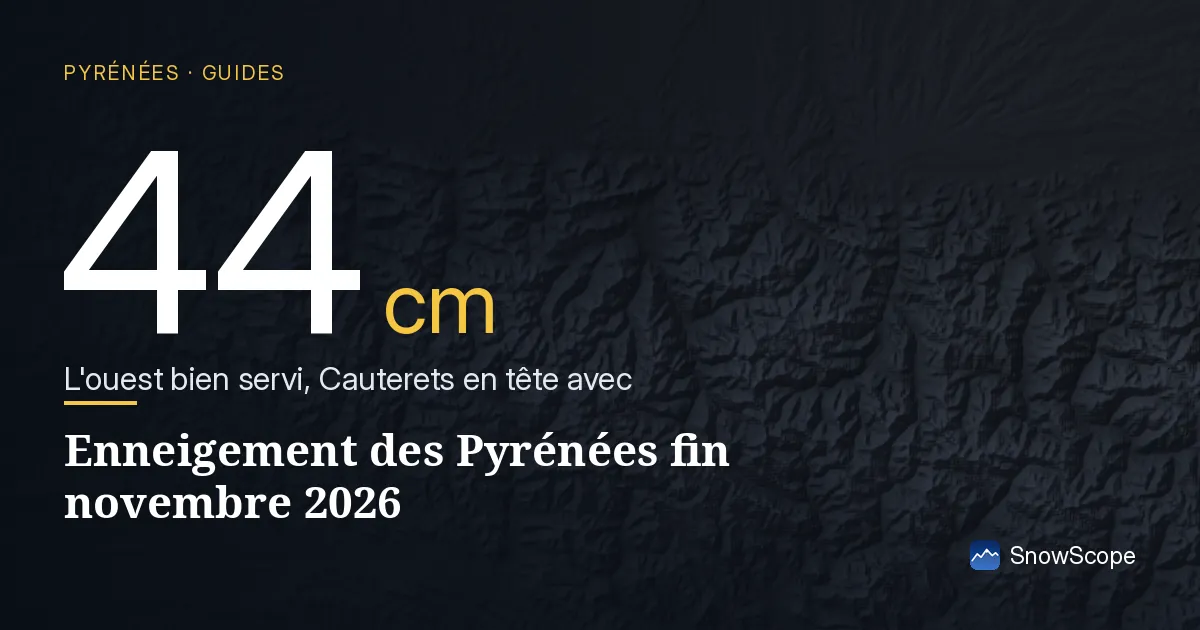 PYRÉNÉES · GUIDES
44 cm
L'ouest bien servi, Cauterets en tête avec
Enneigement des Pyrénées fin
novembre 2026
SnowScope